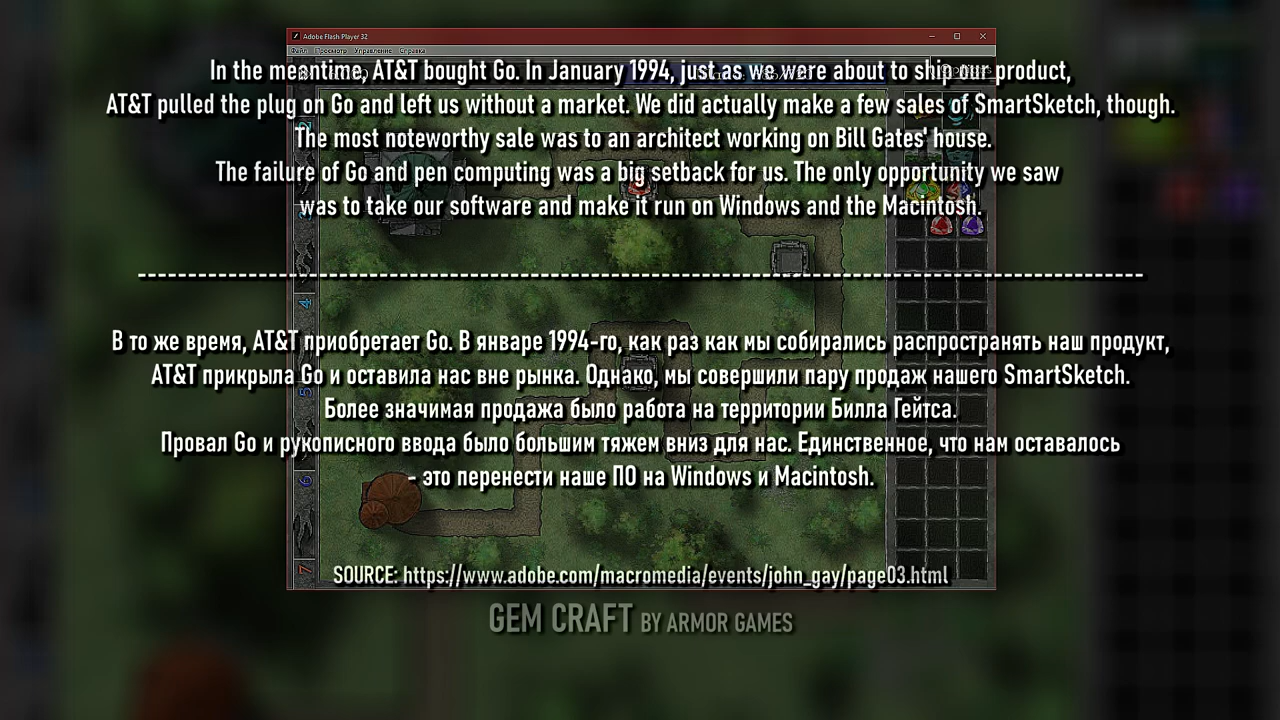 Adobe Flash Player 32
Файл Просмотр Управление Справка
In the meantime, AT&T bought Go. In January 1994, just as we were about to ship our product,
AT&T pulled the plug on Go and left us without a market. We did actually make a few sales of SmartSketch, though.
The most noteworthy sale was to an architect working on Bill Gates' house.
The failure of Go and pen computing was a big setback for us. The only opportunity we saw
was to take our software and make it run on Windows and the Macintosh.
----------------------------------------------------------------------------------------------------
В то же время, AT&T приобретает Go. В январе 1994-го, как раз как мы собирались распространять наш продукт,
AT&T прикрыла Go и оставила нас вне рынка. Однако, мы совершили пару продаж нашего SmartSketch.
Более значимая продажа было работа на территории Билла Гейтса.
Провал Go и рукописного ввода было большим тяжем вниз для нас. Единственное, что нам оставалось
- это перенести наше ПО на Windows и Macintosh.
4
5
6
7
SOURCE: https://www.adobe.com/macromedia/events/john_gay/page03.html
GEM CRAFT BY ARMOR GAMES